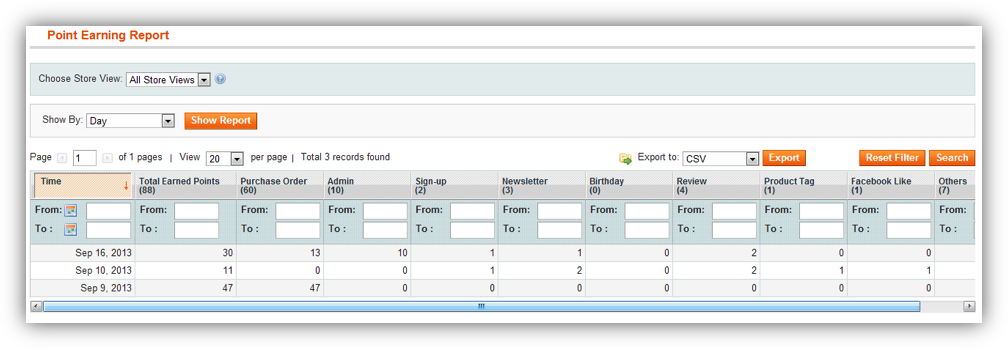 Point Earning Report
Choose Store View: All Store Views
Show By: Day Show Report
Page 1 of 1 pages | View 20 per page | Total 3 records found Export to: CSV Export Reset Filter Search
Time Total Earned Points Purchase Order Admin Sign-up Newsletter Birthday Review Product Tag Facebook Like Others
(88) (60) (10) (2) (3) (0) (4) (1) (1) (7)
From: From: From: From: From: From: From: From: From: From: From:
To : To : To : To : To : To : To : To : To : To : To :
Sep 16, 2013 30 13 10 1 1 0 2 0 0
Sep 10, 2013 11 0 0 1 2 0 2 1 1
Sep 9, 2013 47 47 0 0 0 0 0 0 0